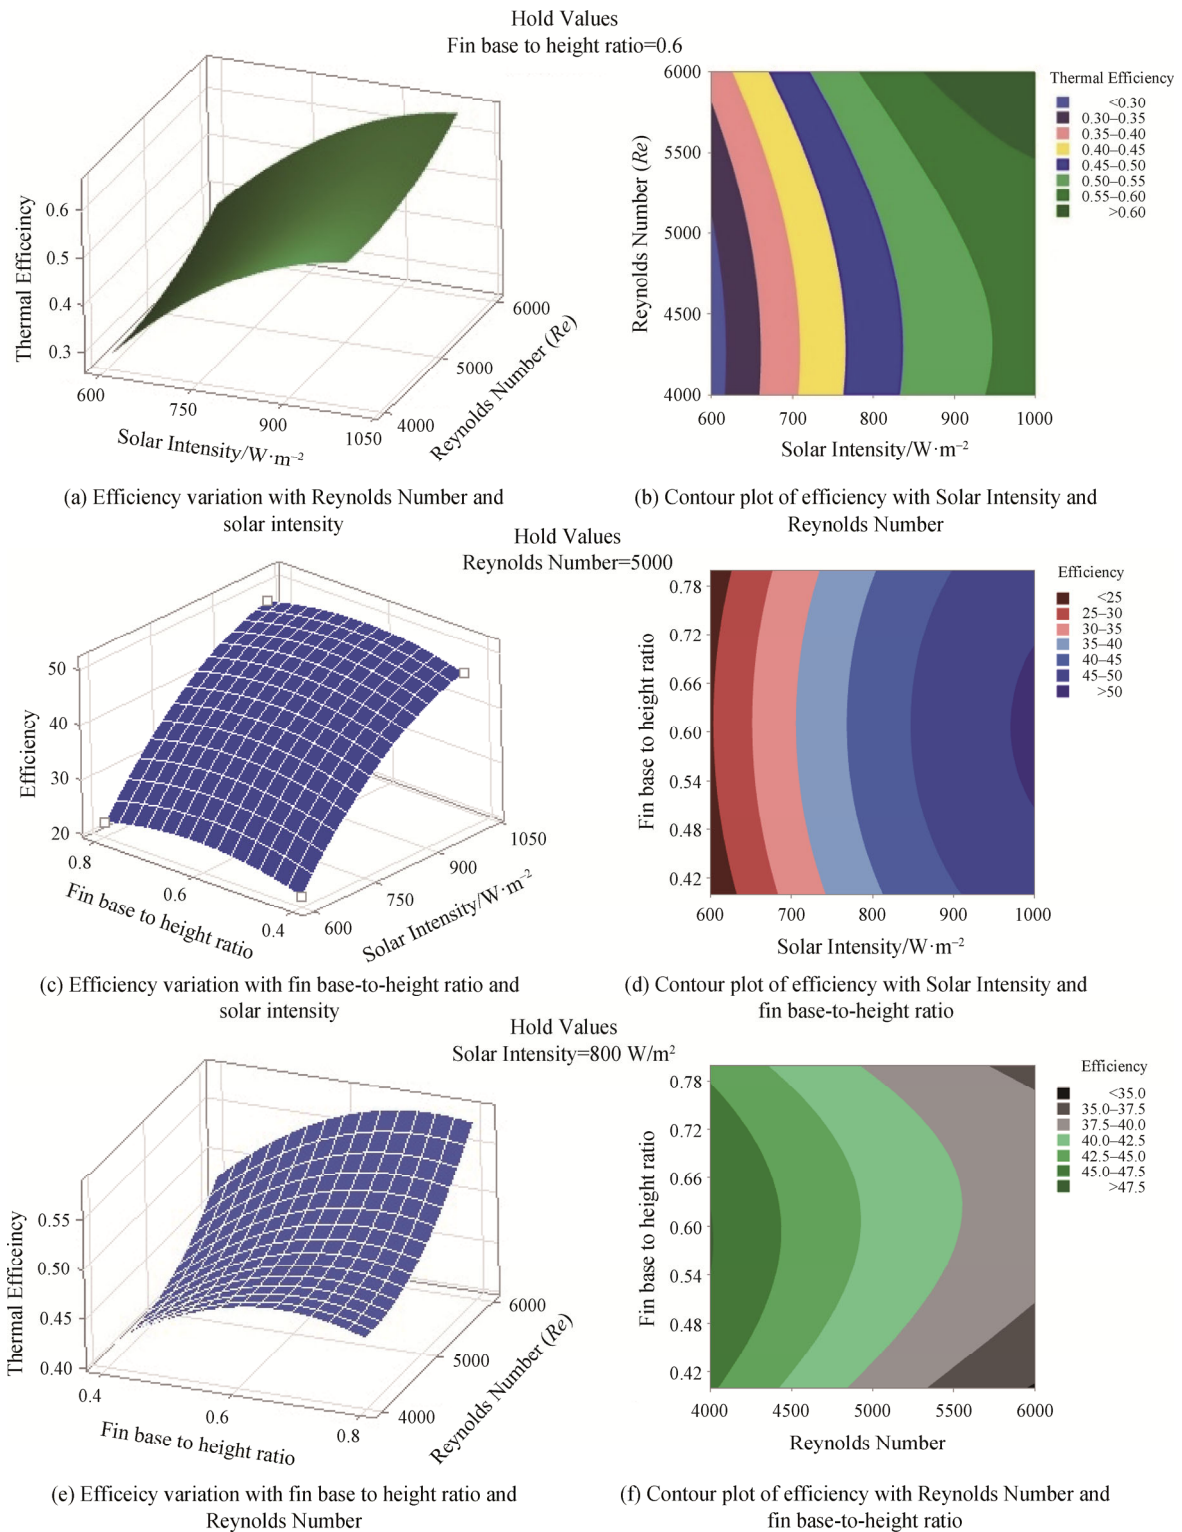 Hold Values
Fin base to height ratio=0.6
Thermal Efficeincy
0.6
0.5
0.4
0.3
600
750
900
1050
Solar Intensity/W·m⁻²
4000
5000
6000
Reynolds Number (Re)
6000
5500
5000
4500
4000
Reynolds Number (Re)
600
700
800
900
1000
Solar Intensity/W·m⁻²
Thermal Efficiency
<0.30
0.30–0.35
0.35–0.40
0.40–0.45
0.45–0.50
0.50–0.55
0.55–0.60
>0.60
(a) Efficiency variation with Reynolds Number and
solar intensity
(b) Contour plot of efficiency with Solar Intensity and
Reynolds Number
Hold Values
Reynolds Number=5000
Efficiency
50
40
30
20
0.8
0.6
0.4
Fin base to height ratio
600
750
900
1050
Solar Intensity/W·m⁻²
0.78
0.72
0.66
0.60
0.54
0.48
0.42
Fin base to height ratio
600
700
800
900
1000
Solar Intensity/W·m⁻²
Efficiency
<25
25–30
30–35
35–40
40–45
45–50
>50
(c) Efficiency variation with fin base-to-height ratio and
solar intensity
(d) Contour plot of efficiency with Solar Intensity and
fin base-to-height ratio
Hold Values
Solar Intensity=800 W/m²
Thermal Efficeincy
0.55
0.50
0.45
0.40
0.4
0.6
0.8
Fin base to height ratio
4000
5000
6000
Reynolds Number (Re)
0.78
0.72
0.66
0.60
0.54
0.48
0.42
Fin base to height ratio
4000
4500
5000
5500
6000
Reynolds Number
Efficiency
<35.0
35.0–37.5
37.5–40.0
40.0–42.5
42.5–45.0
45.0–47.5
>47.5
(e) Efficeicy variation with fin base to height ratio and
Reynolds Number
(f) Contour plot of efficiency with Reynolds Number and
fin base-to-height ratio